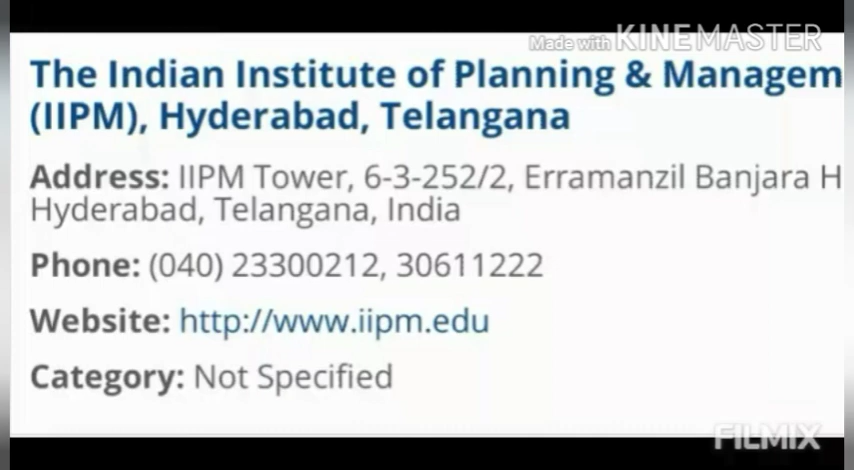 Made with KINEMASTER
The Indian Institute of Planning & Managem
(IIPM), Hyderabad, Telangana
Address: IIPM Tower, 6-3-252/2, Erramanzil Banjara H
Hyderabad, Telangana, India
Phone: (040) 23300212, 30611222
Website: http://www.iipm.edu
Category: Not Specified
FILMIX